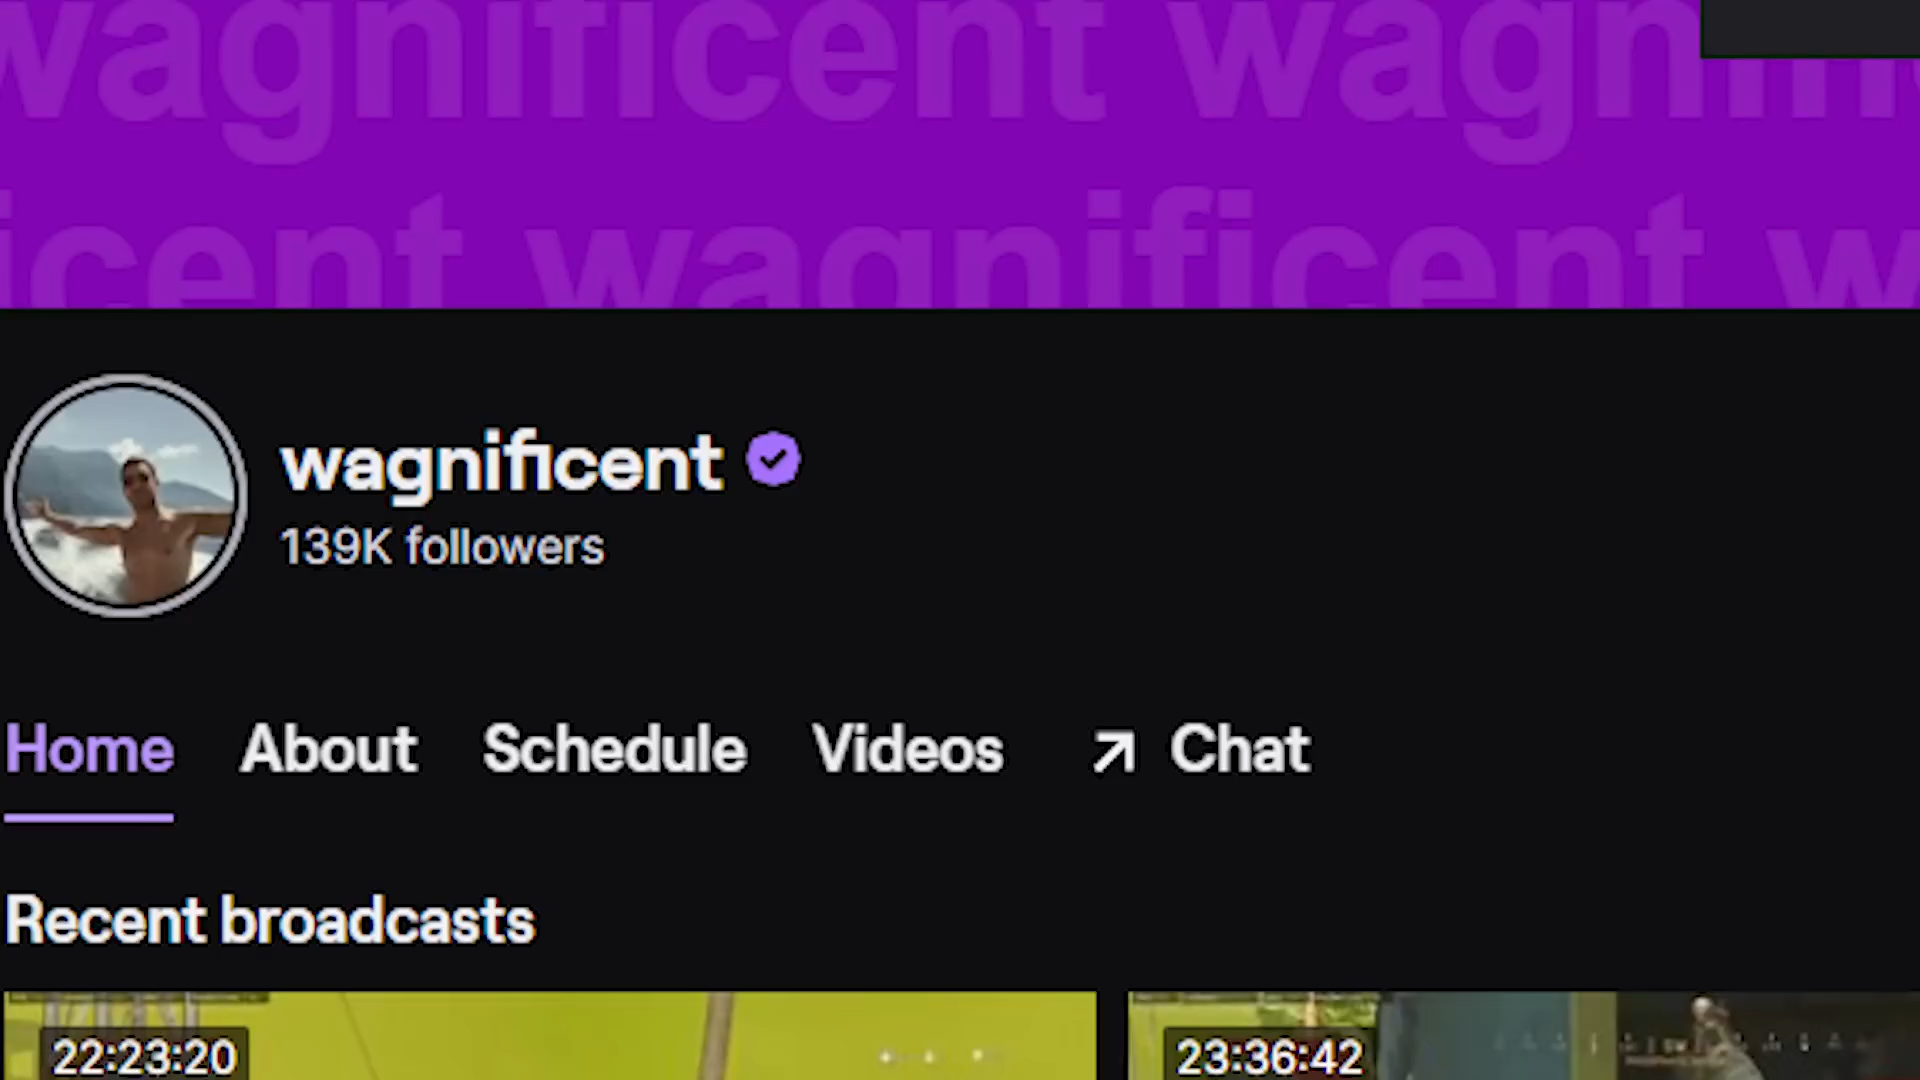 wagnificent wagnific
icent wagnificent w
wagnificent
139K followers
Home About Schedule Videos Chat
Recent broadcasts
22:23:20 23:36:42